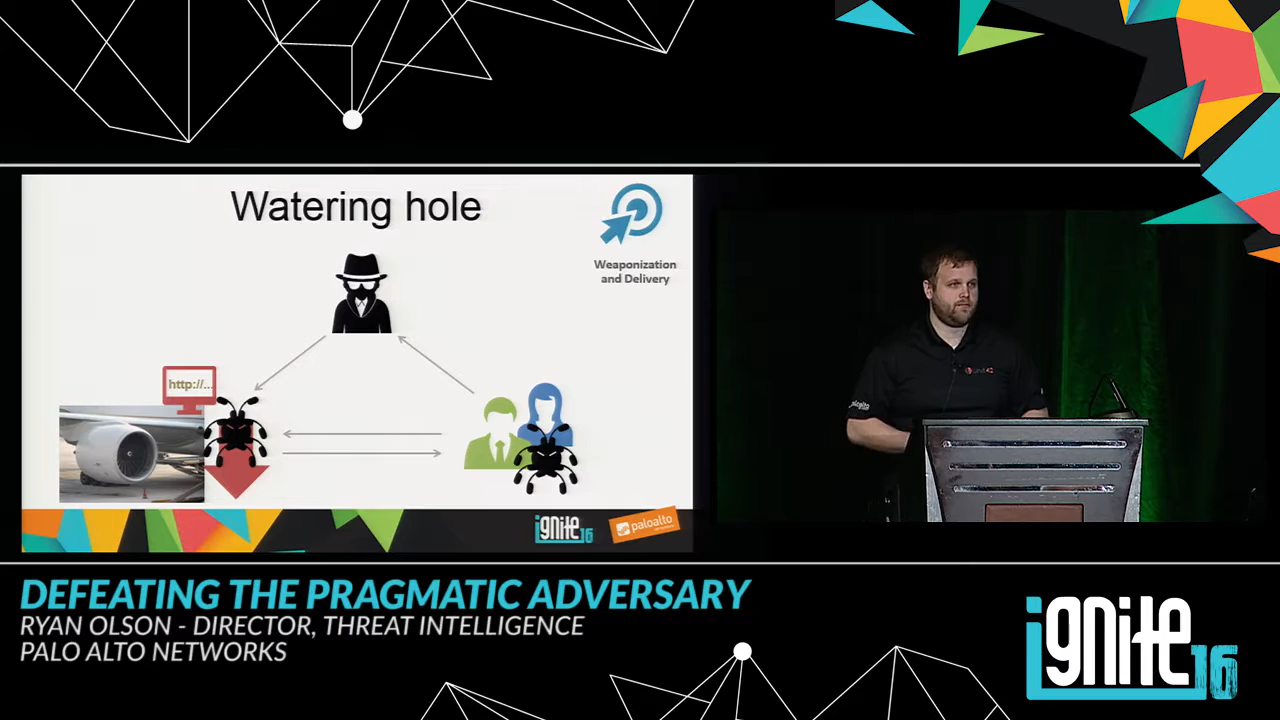 Watering hole
Weaponization
and Delivery
http://...
ignite16
paloalto
DEFEATING THE PRAGMATIC ADVERSARY
RYAN OLSON - DIRECTOR, THREAT INTELLIGENCE
PALO ALTO NETWORKS
ignite16